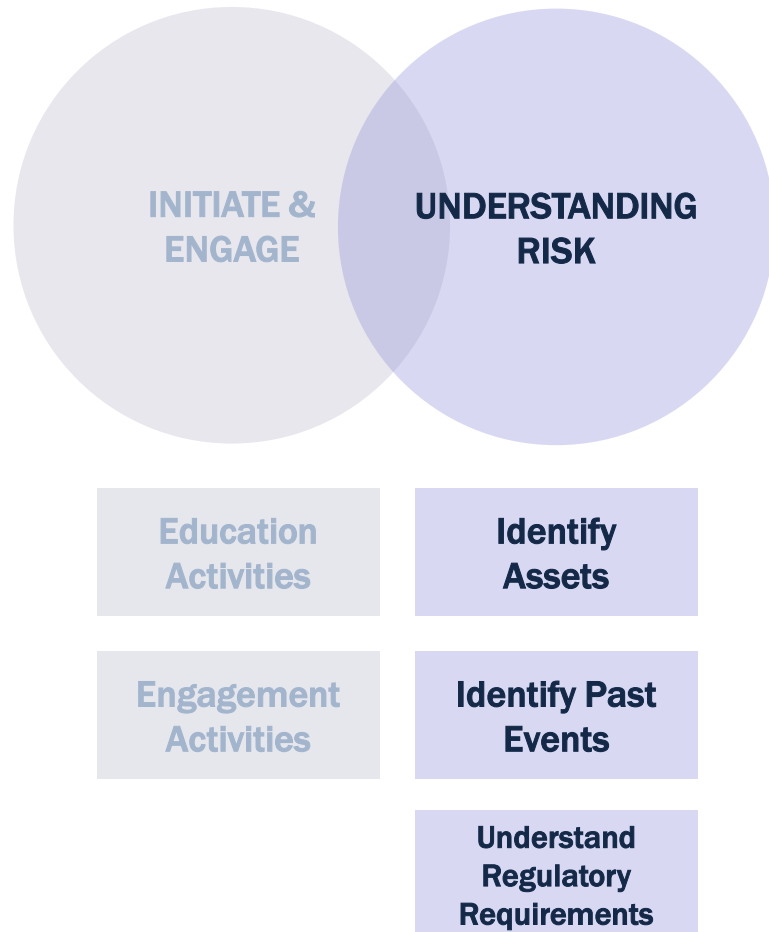 INITIATE &
ENGAGE
UNDERSTANDING
RISK
Education
Activities
Identify
Assets
Engagement
Activities
Identify Past
Events
Understand
Regulatory
Requirements